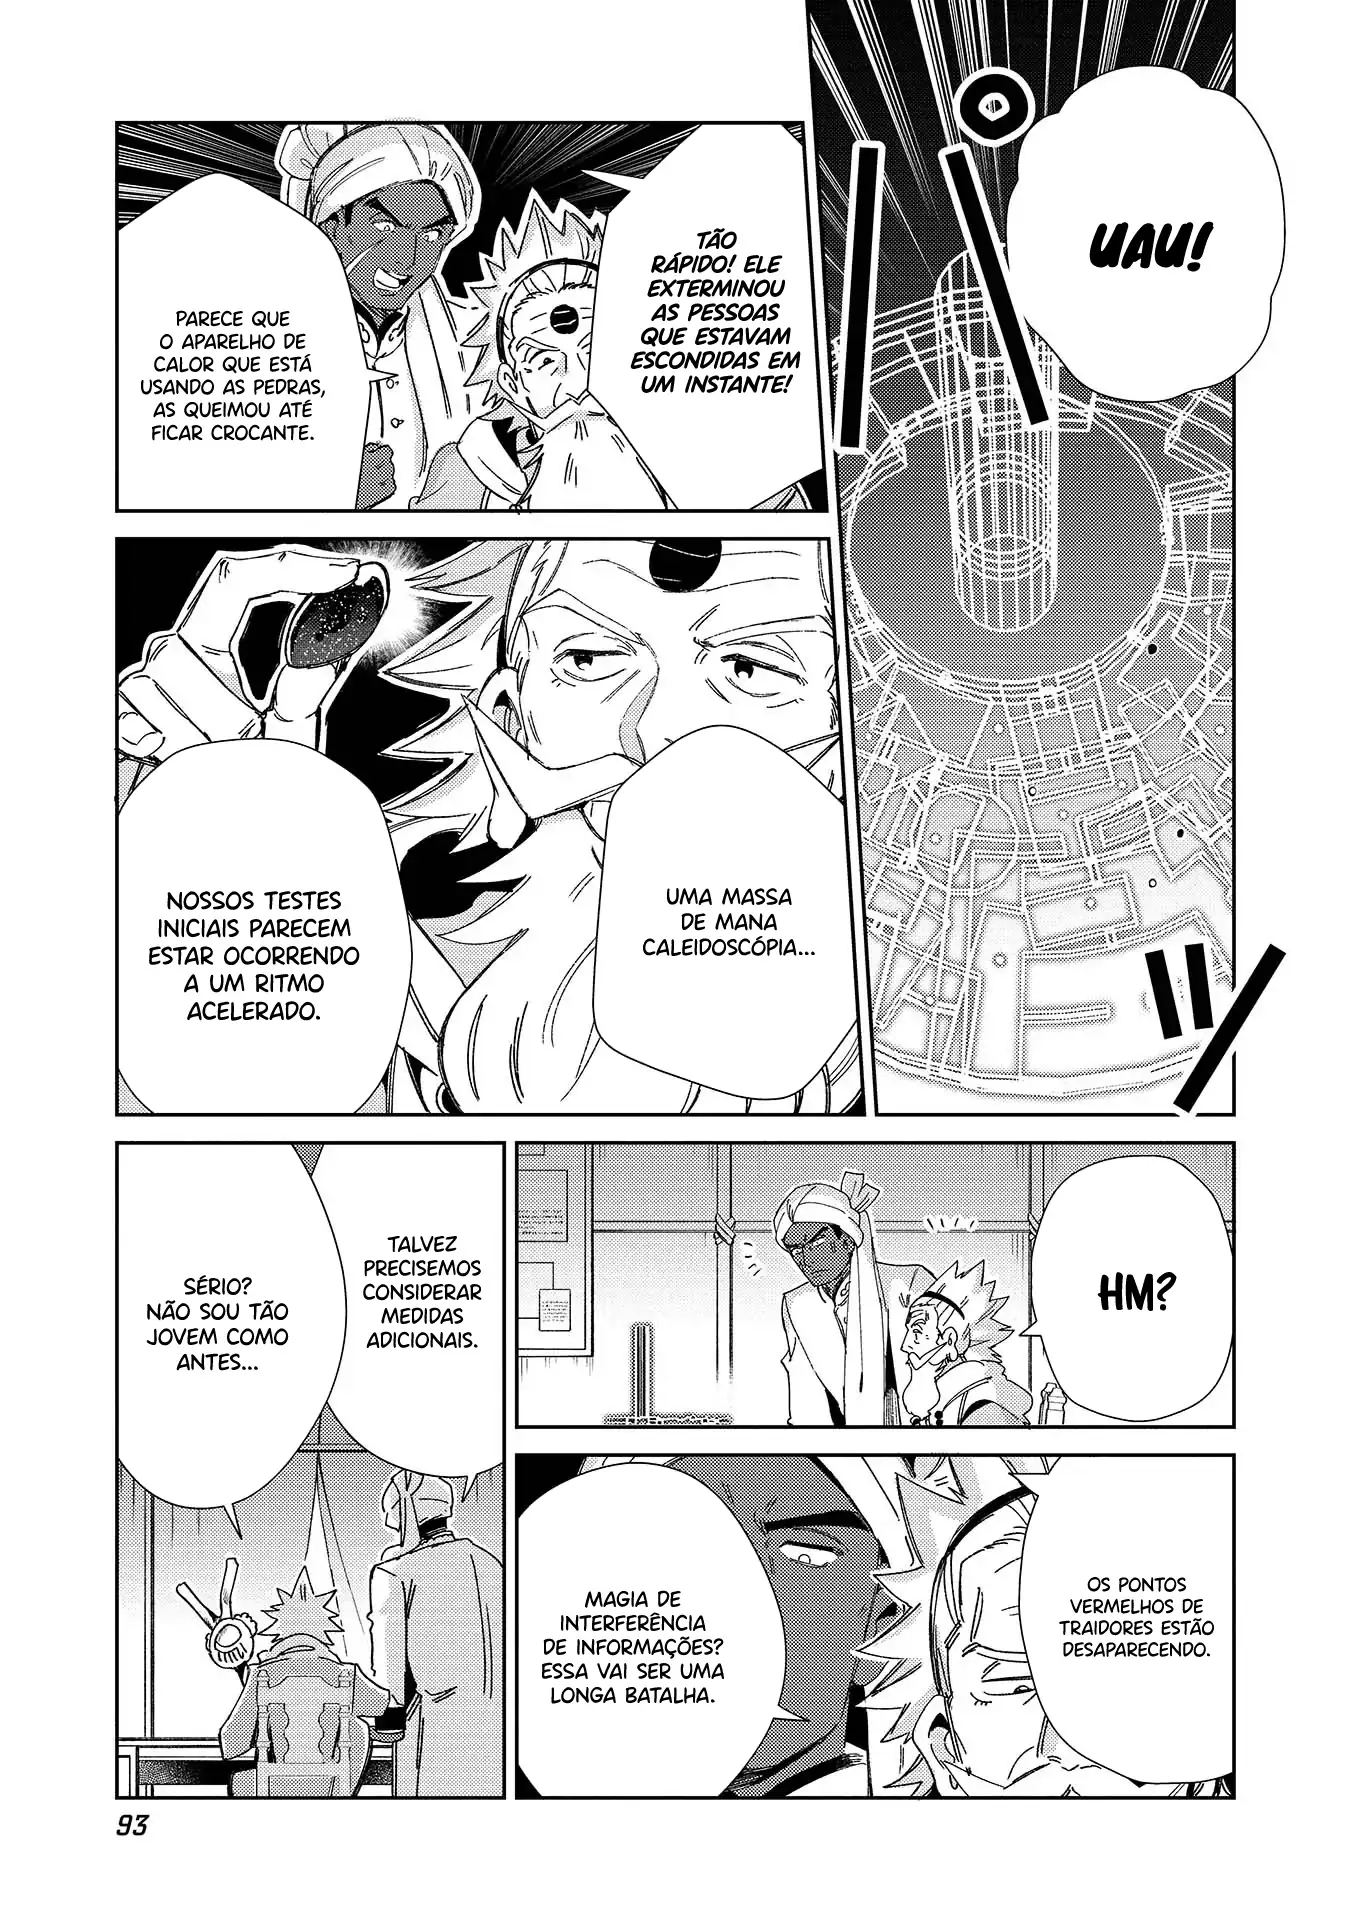 UAU!
TÃO
RÁPIDO! ELE
EXTERMINOU
AS PESSOAS
QUE ESTAVAM
ESCONDIDAS EM
UM INSTANTE!
PARECE QUE
O APARELHO DE
CALOR QUE ESTÁ
USANDO AS PEDRAS,
AS QUEIMOU ATÉ
FICAR CROCANTE.
UMA MASSA
DE MANA
CALEIDOSCÓPIA...
NOSSOS TESTES
INICIAIS PARECEM
ESTAR OCORRENDO
A UM RITMO
ACELERADO.
HM?
OS PONTOS
VERMELHOS DE
TRAIDORES ESTÃO
DESAPARECENDO.
MAGIA DE
INTERFERÊNCIA
DE INFORMAÇÕES?
ESSA VAI SER UMA
LONGA BATALHA.
TALVEZ
PRECISEMOS
CONSIDERAR
MEDIDAS
ADICIONAIS.
SÉRIO?
NÃO SOU TÃO
JOVEM COMO
ANTES...
93